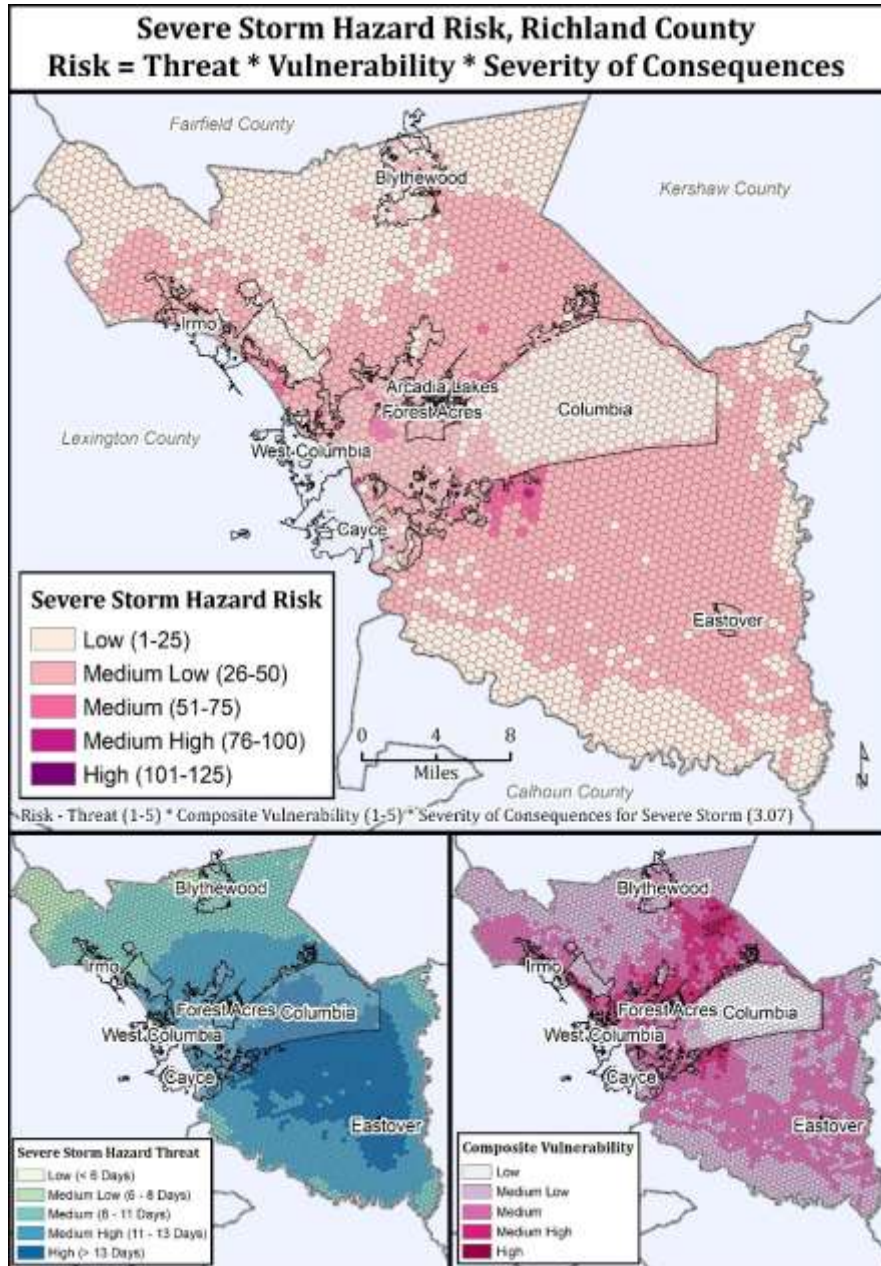 Severe Storm Hazard Risk, Richland County
Risk = Threat * Vulnerability * Severity of Consequences
Fairfield County
Blythewood
Kershaw County
Irmo
Arcadia Lakes
Forest Acres
Columbia
Lexington County
West Columbia
Cayce
Eastover
Severe Storm Hazard Risk
Low (1-25)
Medium Low (26-50)
Medium (51-75)
Medium High (76-100)
High (101-125)
0 4 8
Miles
N
Calhoun County
Risk - Threat (1-5) * Composite Vulnerability (1-5) * Severity of Consequences for Severe Storm (3.07)
Blythewood
Irmo
Forest Acres
Columbia
West Columbia
Cayce
Eastover
Severe Storm Hazard Threat
Low (< 6 Days)
Medium Low (6 - 8 Days)
Medium (8 - 11 Days)
Medium High (11 - 13 Days)
High (> 13 Days)
Blythewood
Irmo
Forest Acres
Columbia
West Columbia
Cayce
Eastover
Composite Vulnerability
Low
Medium Low
Medium
Medium High
High